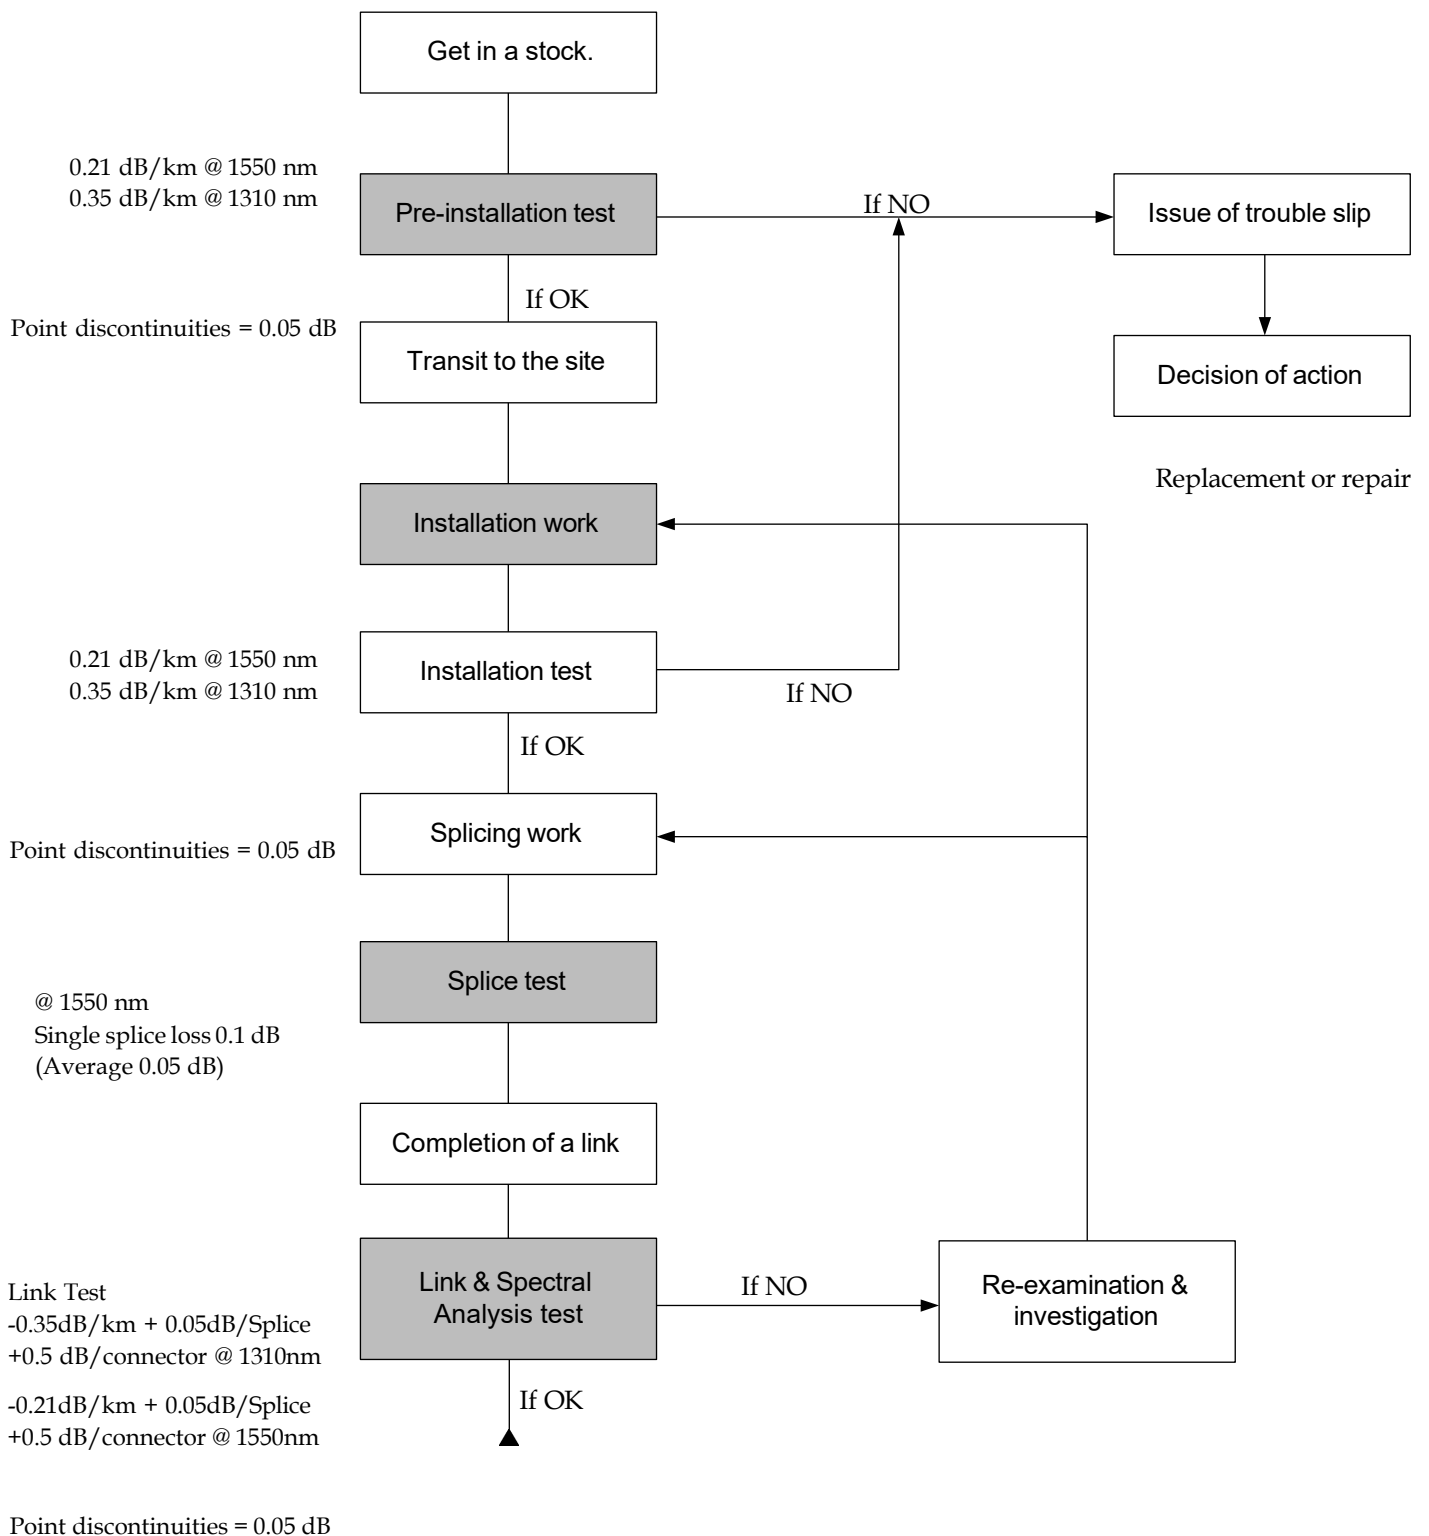 Get in a stock.
0.21 dB/km @ 1550 nm
0.35 dB/km @ 1310 nm
Pre-installation test
If NO
Issue of trouble slip
If OK
Point discontinuities = 0.05 dB
Transit to the site
Decision of action
Replacement or repair
Installation work
0.21 dB/km @ 1550 nm
0.35 dB/km @ 1310 nm
Installation test
If NO
If OK
Splicing work
Point discontinuities = 0.05 dB
Splice test
@ 1550 nm
Single splice loss 0.1 dB
(Average 0.05 dB)
Completion of a link
Link & Spectral
Analysis test
If NO
Re-examination &
investigation
Link Test
-0.35dB/km + 0.05dB/Splice
+0.5 dB/connector @ 1310nm
If OK
-0.21dB/km + 0.05dB/Splice
+0.5 dB/connector @ 1550nm
Point discontinuities = 0.05 dB